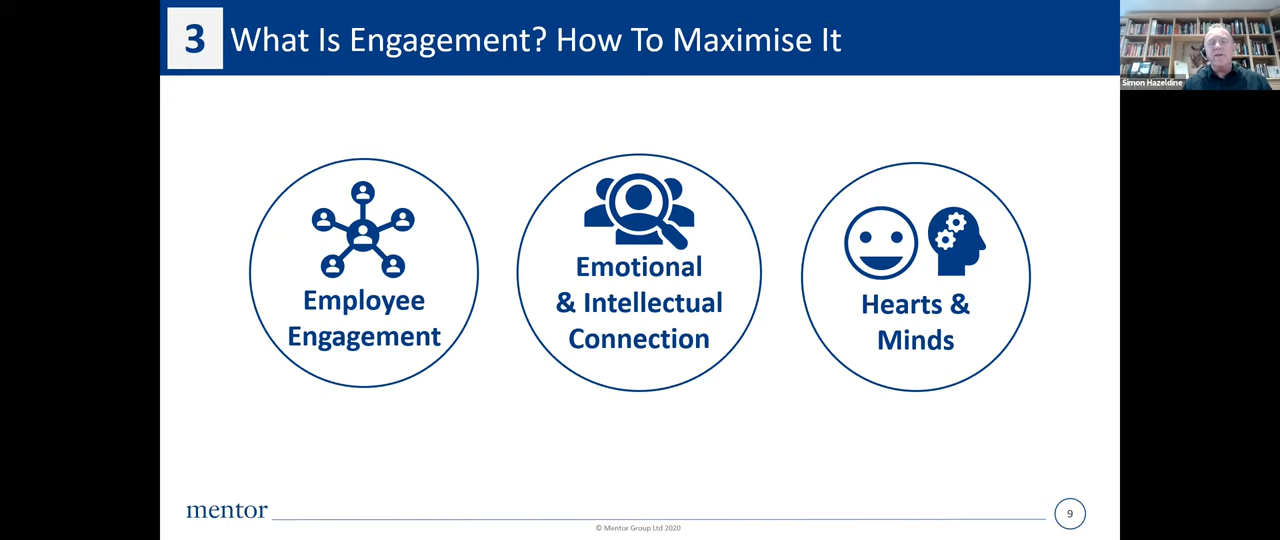 3
What Is Engagement? How To Maximise It
Simon Hazeldine
Employee
Engagement
Emotional
& Intellectual
Connection
Hearts &
Minds
mentor
© Mentor Group Ltd 2020
9